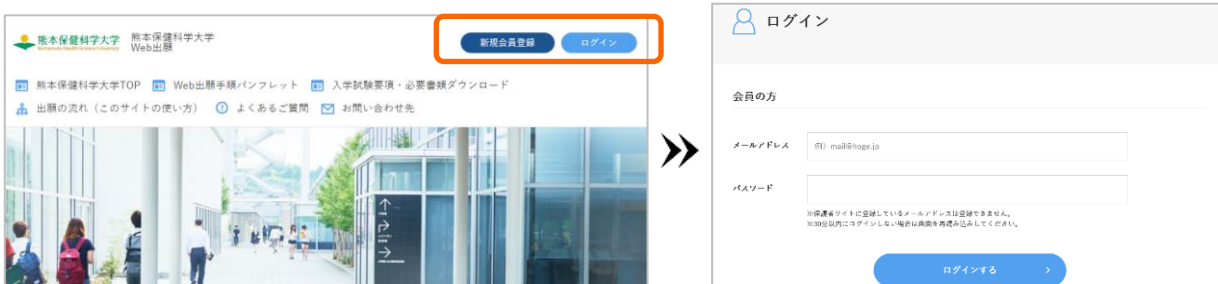 熊本保健科学大学
Kumamoto Health Science University
熊本保健科学大学
Web出願
新規会員登録
ログイン
熊本保健科学大学TOP
Web出願手順パンフレット
入学試験要項・必要書類ダウンロード
出願の流れ（このサイトの使い方）
よくあるご質問
お問い合わせ先
ログイン
会員の方
メールアドレス
例）mail@hoge.jp
パスワード
※保護者サイトに登録しているメールアドレスは登録できません。
※30分以内にログインしない場合は画面を再読み込みしてください。
ログインする